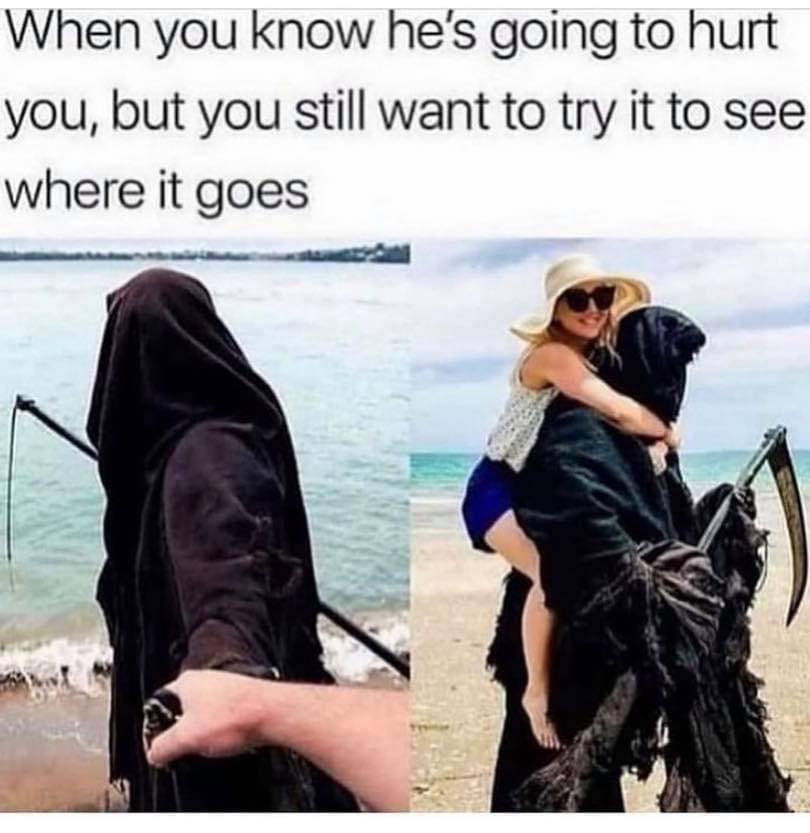 When you know he's going to hurt
you, but you still want to try it to see
where it goes